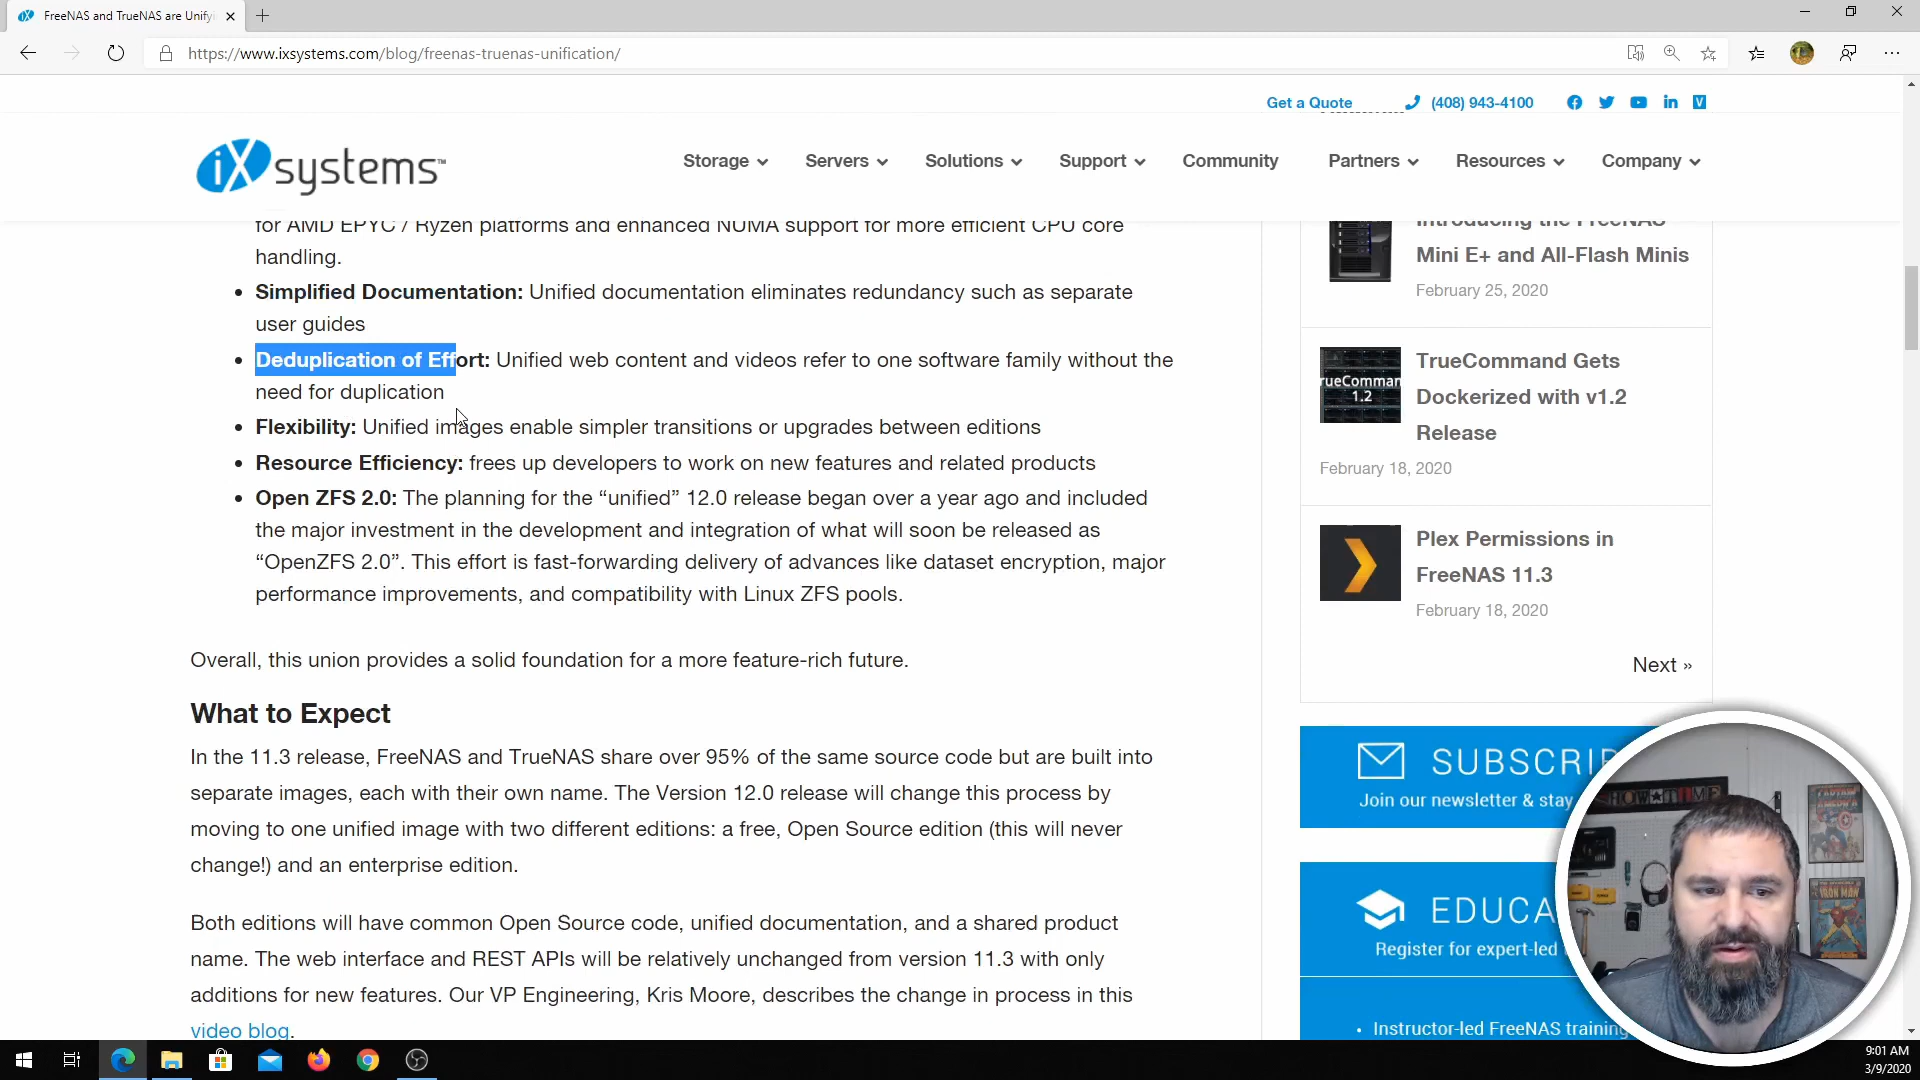 FreeNAS and TrueNAS are Unifyi
https://www.ixsystems.com/blog/freenas-truenas-unification/
Get a Quote
(408) 943-4100
iXsystems™
Storage
Servers
Solutions
Support
Community
Partners
Resources
Company
for AMD EPYC / Ryzen platforms and enhanced NUMA support for more efficient CPU core
handling.
• Simplified Documentation: Unified documentation eliminates redundancy such as separate
user guides
• Deduplication of Effort: Unified web content and videos refer to one software family without the
need for duplication
• Flexibility: Unified images enable simpler transitions or upgrades between editions
• Resource Efficiency: frees up developers to work on new features and related products
• Open ZFS 2.0: The planning for the “unified” 12.0 release began over a year ago and included
the major investment in the development and integration of what will soon be released as
“OpenZFS 2.0”. This effort is fast-forwarding delivery of advances like dataset encryption, major
performance improvements, and compatibility with Linux ZFS pools.
Overall, this union provides a solid foundation for a more feature-rich future.
What to Expect
In the 11.3 release, FreeNAS and TrueNAS share over 95% of the same source code but are built into
separate images, each with their own name. The Version 12.0 release will change this process by
moving to one unified image with two different editions: a free, Open Source edition (this will never
change!) and an enterprise edition.
Both editions will have common Open Source code, unified documentation, and a shared product
name. The web interface and REST APIs will be relatively unchanged from version 11.3 with only
additions for new features. Our VP Engineering, Kris Moore, describes the change in process in this
video blog.
Introducing the FreeNAS
Mini E+ and All-Flash Minis
February 25, 2020
rueComman
1.2
TrueCommand Gets
Dockerized with v1.2
Release
February 18, 2020
Plex Permissions in
FreeNAS 11.3
February 18, 2020
Next »
SUBSCRI
Join our newsletter & stay
EDUCA
Register for expert-led
• Instructor-led FreeNAS training
CAPTAIN
AMERICA
IRON MAN
9:01 AM
3/9/2020